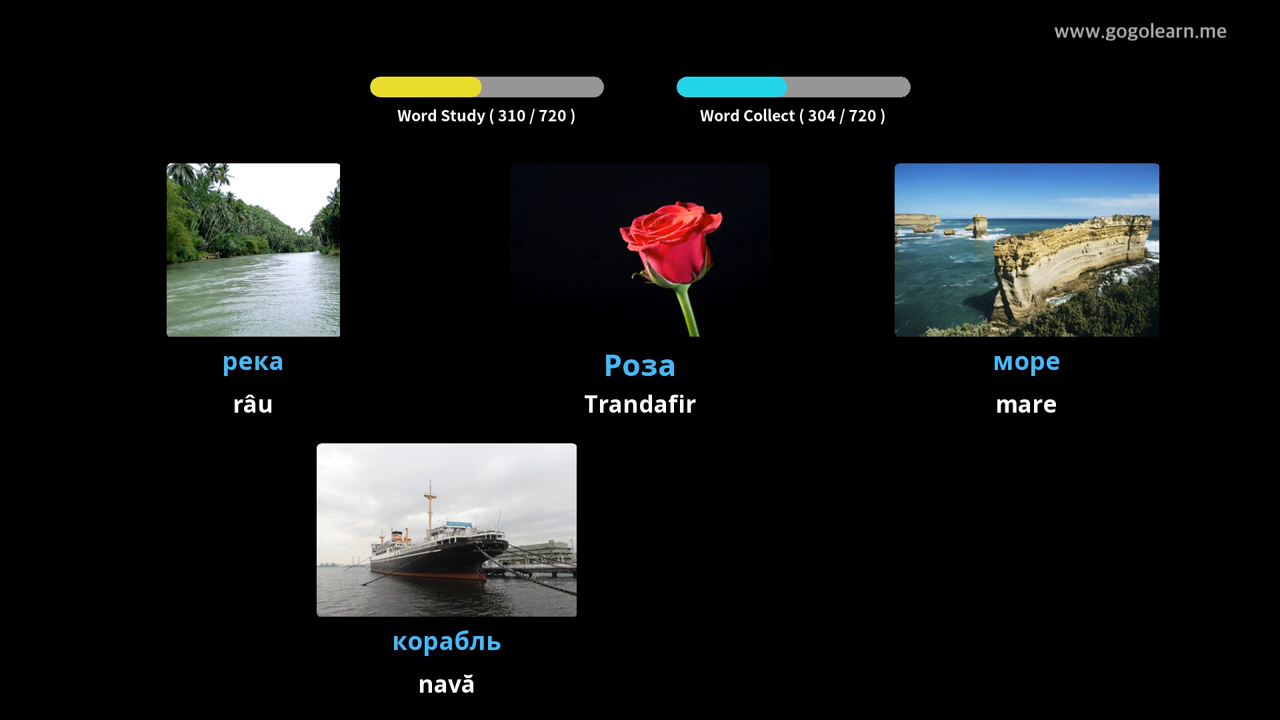 www.gogolearn.me
Word Study ( 310 / 720 )
Word Collect ( 304 / 720 )
река
râu
Роза
Trandafir
море
mare
корабль
navă